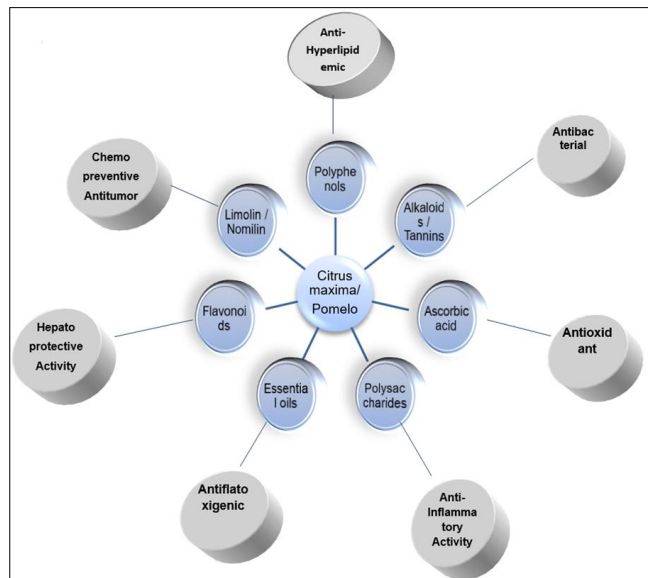 Anti-
Hyperlipid
emic
Antibac
terial
Chemo
preventive
Antitumor
Polyphe
nols
Limolin /
Nomilin
Alkaloid
s /
Tannins
Citrus
maxima/
Pomelo
Flavonoi
ds
Ascorbic
acid
Hepato
protective
Activity
Antioxid
ant
Essentia
l oils
Polysac
charides
Antiflato
xigenic
Anti-
Inflamma
tory
Activity